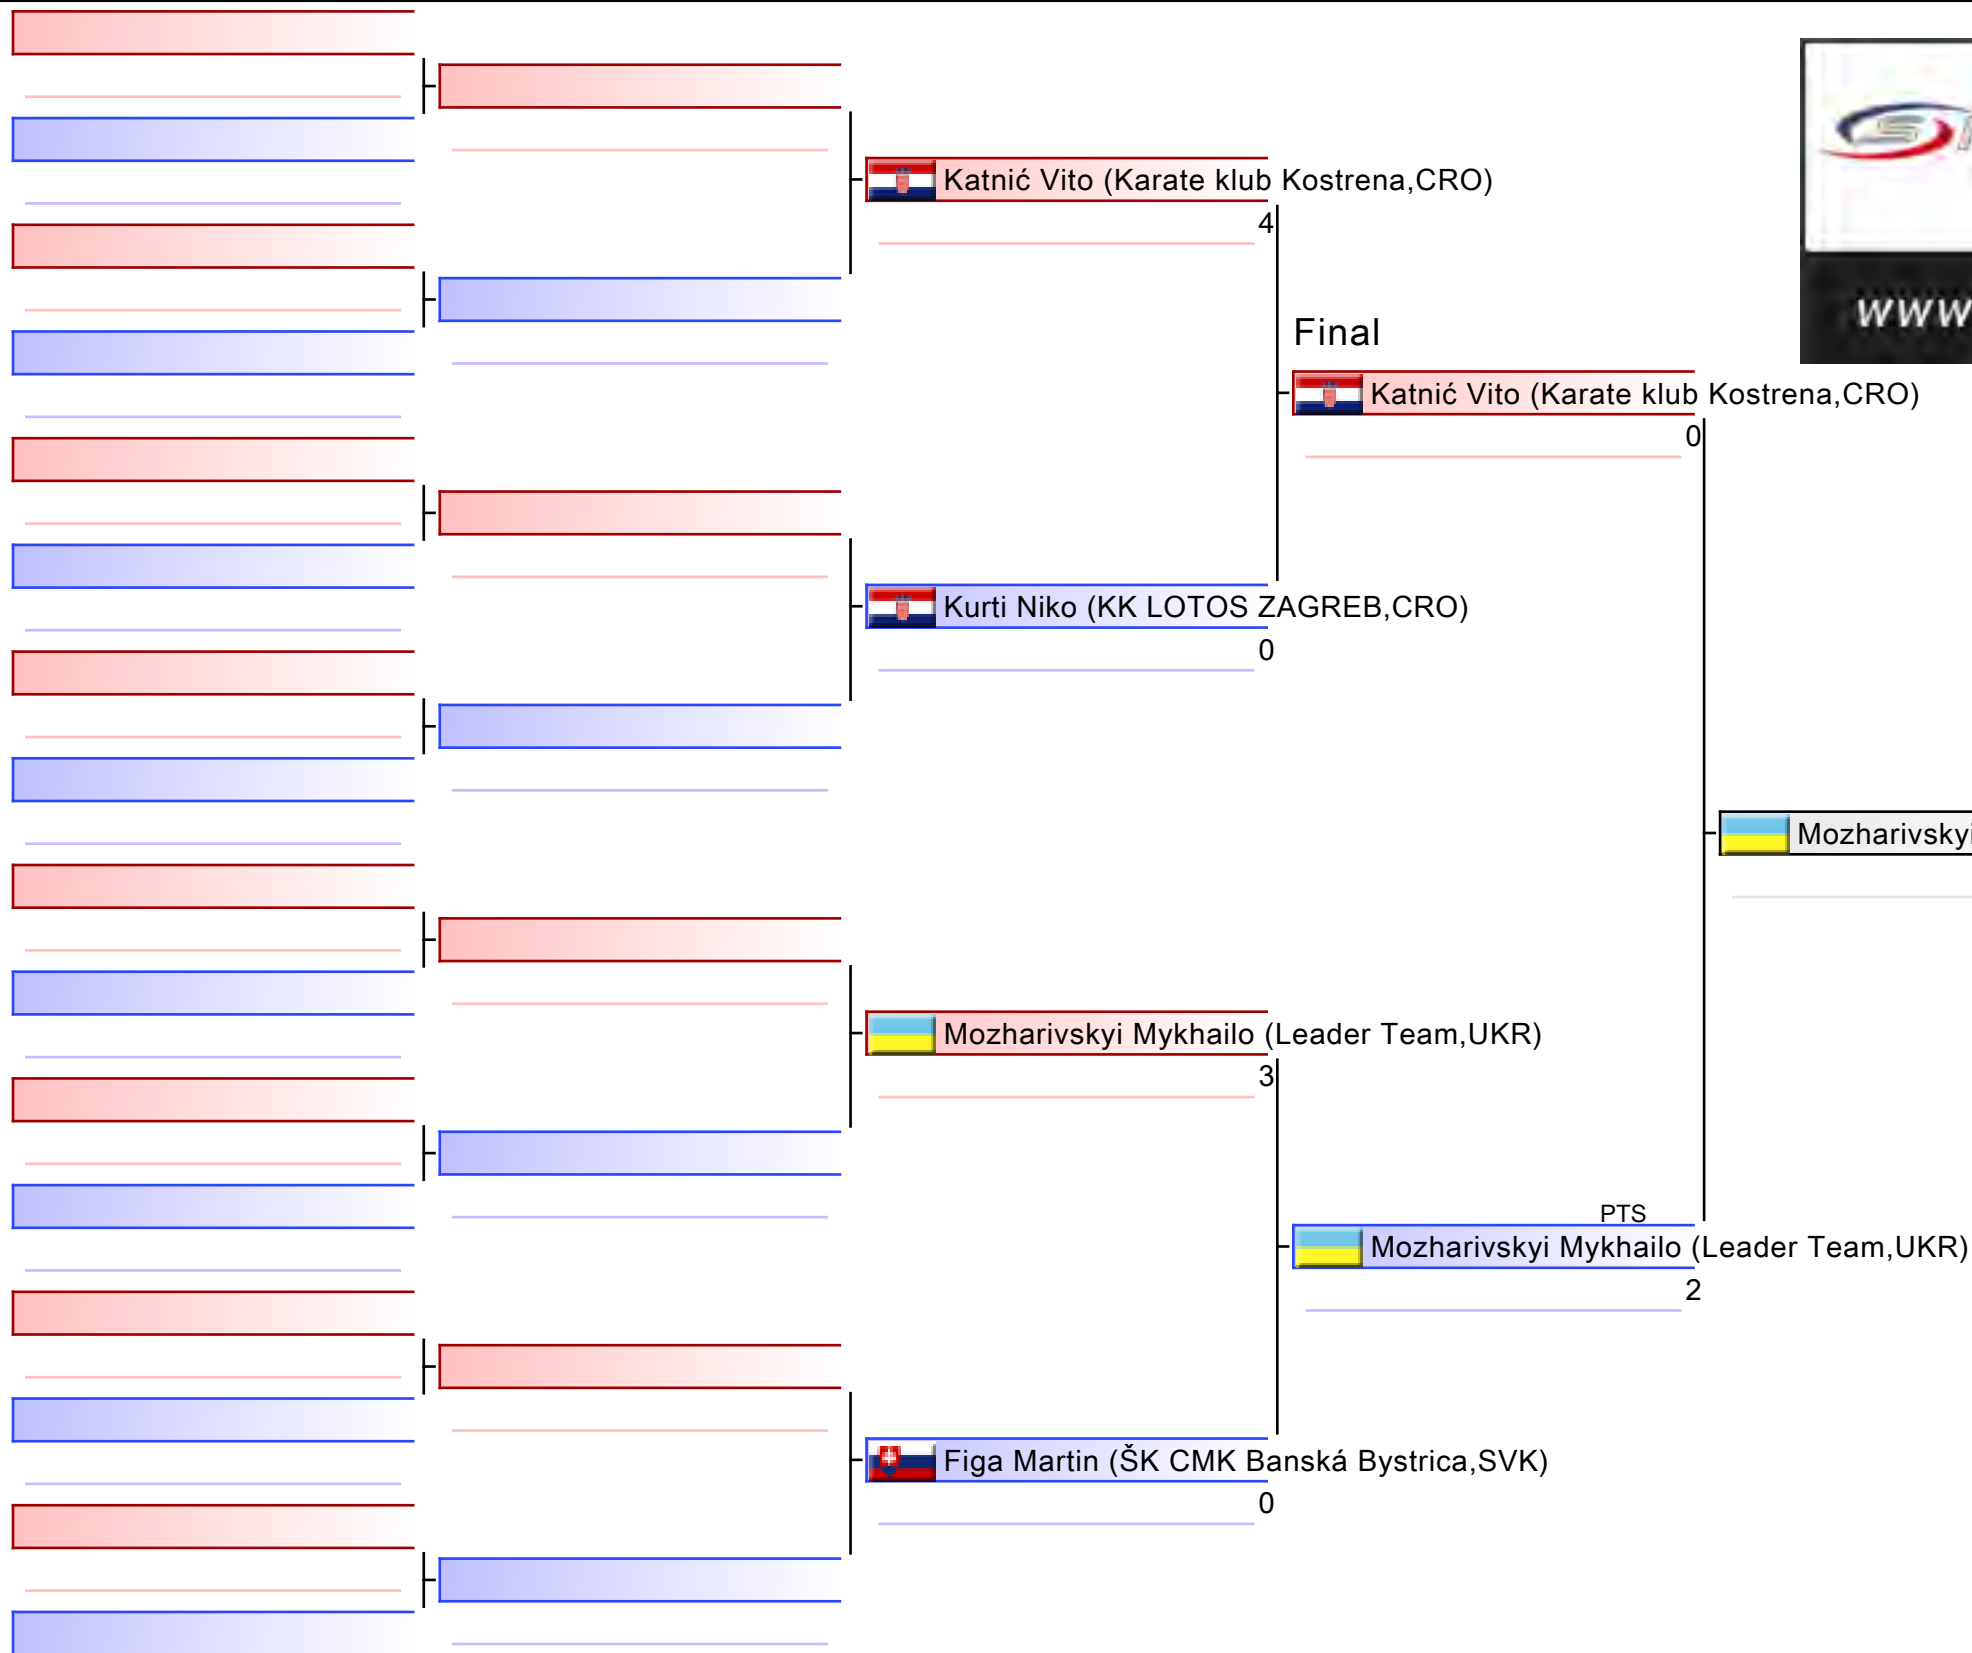 Katnić Vito (Karate klub Kostrena,CRO)
4
Final
Katnić Vito (Karate klub Kostrena,CRO)
0
Kurti Niko (KK LOTOS ZAGREB,CRO)
0
Mozharivskyi
Mozharivskyi Mykhailo (Leader Team,UKR)
3
PTS
Mozharivskyi Mykhailo (Leader Team,UKR)
2
Figa Martin (ŠK CMK Banská Bystrica,SVK)
0
www